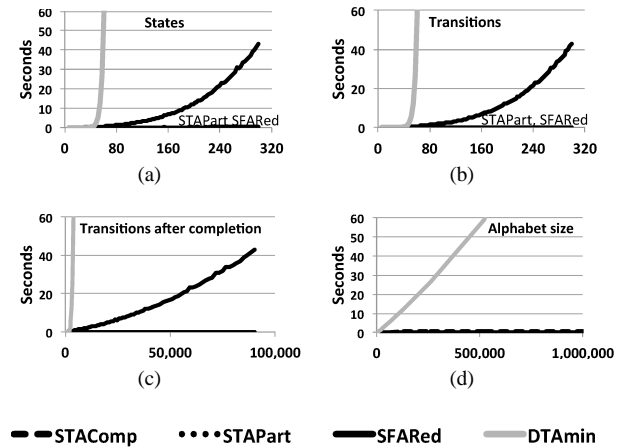 States
Seconds
60
50
40
30
20
10
0
STAPart SFARed
0 80 160 240 320
(a)
Transitions
Seconds
60
40
20
0
STAPart, SFARed
0 80 160 240 320
(b)
Transitions after completion
Seconds
60
40
20
0
0 50,000 100,000
(c)
Alphabet size
Seconds
60
50
40
30
20
10
0
0 500,000 1,000,000
(d)
STAComp STAPart SFARed DTAmin